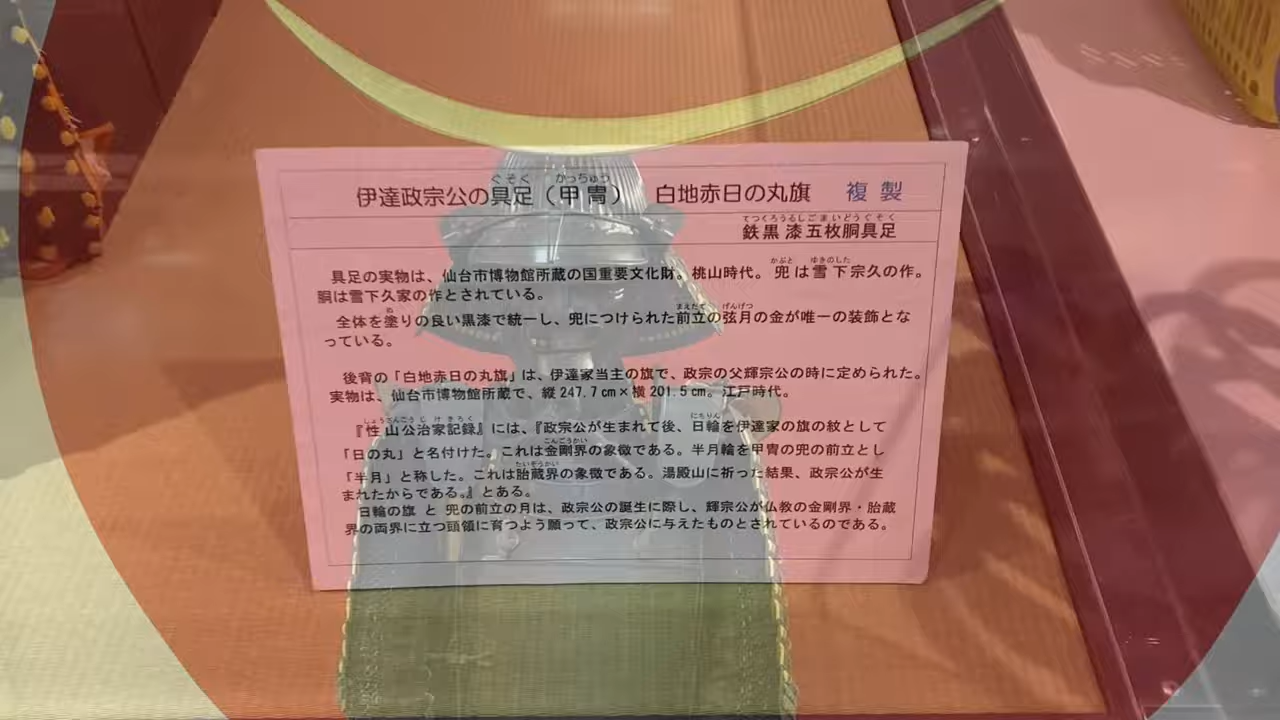 伊達政宗公の具足（甲冑） 白地赤日の丸旗 複製
鉄黒漆五枚胴具足
具足の実物は、仙台市博物館所蔵の国重要文化財。桃山時代。兜は雪下宗久の作。
胴は雪下久家の作とされている。
全体を塗りの良い黒漆で統一し、兜につけられた前立の弦月の金が唯一の装飾とな
っている。
後背の「白地赤日の丸旗」は、伊達家当主の旗で、政宗の父輝宗公の時に定められた。
実物は、仙台市博物館所蔵で、縦247.7cm×横201.5cm。江戸時代。
『性山公治家記録』には、『政宗公が生まれて後、日輪を伊達家の旗の紋として
「日の丸」と名付けた。これは金剛界の象徴である。半月輪を甲冑の兜の前立とし
「半月」と称した。これは胎蔵界の象徴である。湯殿山に祈った結果、政宗公が生
まれたからである。』とある。
日輪の旗 と 兜の前立の月は、政宗公の誕生に際し、輝宗公が仏教の金剛界・胎蔵
界の両界に立つ頭領に育つよう願って、政宗公に与えたものとされているのである。